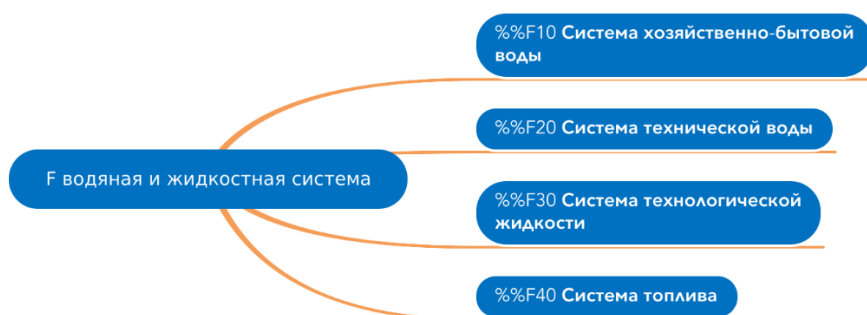 %%F10 Система хозяйственно-бытовой
воды
%%F20 Система технической воды
F водяная и жидкостная система
%%F30 Система технологической
жидкости
%%F40 Система топлива